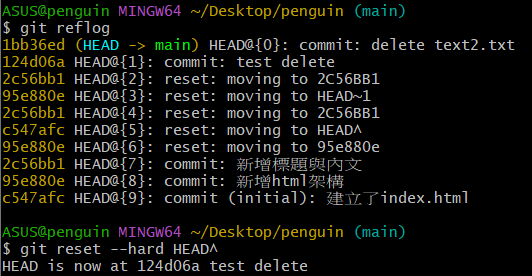 ASUS@penguin MINGW64 ~/Desktop/penguin (main)
$ git reflog
1bb36ed (HEAD -> main) HEAD@{0}: commit: delete text2.txt
124d06a HEAD@{1}: commit: test delete
2c56bb1 HEAD@{2}: reset: moving to 2C56BB1
95e880e HEAD@{3}: reset: moving to HEAD~1
2c56bb1 HEAD@{4}: reset: moving to 2C56BB1
c547afc HEAD@{5}: reset: moving to HEAD^
95e880e HEAD@{6}: reset: moving to 95e880e
2c56bb1 HEAD@{7}: commit: 新增標題與內文
95e880e HEAD@{8}: commit: 新增html架構
c547afc HEAD@{9}: commit (initial): 建立了index.html
ASUS@penguin MINGW64 ~/Desktop/penguin (main)
$ git reset --hard HEAD^
HEAD is now at 124d06a test delete